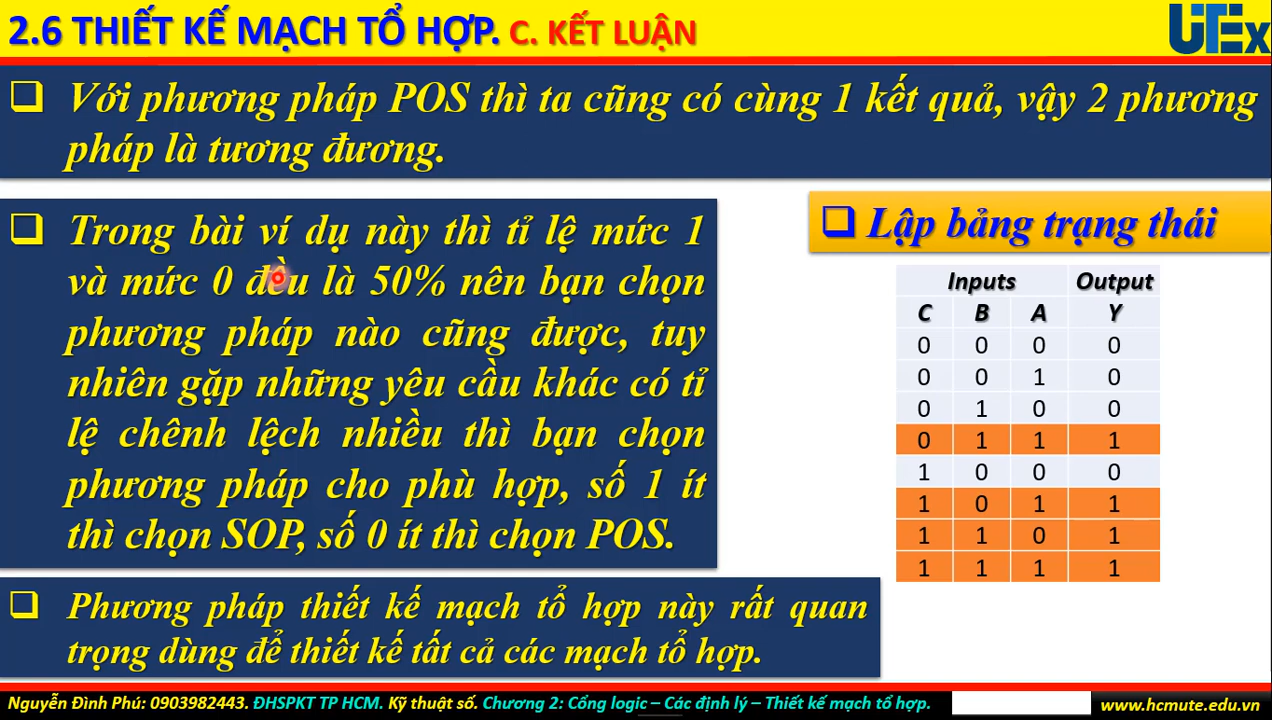 2.6 THIẾT KẾ MẠCH TỔ HỢP. C. KẾT LUẬN
UTEx
Với phương pháp POS thì ta cũng có cùng 1 kết quả, vậy 2 phương
pháp là tương đương.
Trong bài ví dụ này thì tỉ lệ mức 1
và mức 0 đều là 50% nên bạn chọn
phương pháp nào cũng được, tuy
nhiên gặp những yêu cầu khác có tỉ
lệ chênh lệch nhiều thì bạn chọn
phương pháp cho phù hợp, số 1 ít
thì chọn SOP, số 0 ít thì chọn POS.
Lập bảng trạng thái
Inputs Output
C B A Y
0 0 0 0
0 0 1 0
0 1 0 0
0 1 1 1
1 0 0 0
1 0 1 1
1 1 0 1
1 1 1 1
Phương pháp thiết kế mạch tổ hợp này rất quan
trọng dùng để thiết kế tất cả các mạch tổ hợp.
Nguyễn Đình Phú: 0903982443. ĐHSPKT TP HCM. Kỹ thuật số. Chương 2: Cổng logic – Các định lý – Thiết kế mạch tổ hợp. www.hcmute.edu.vn